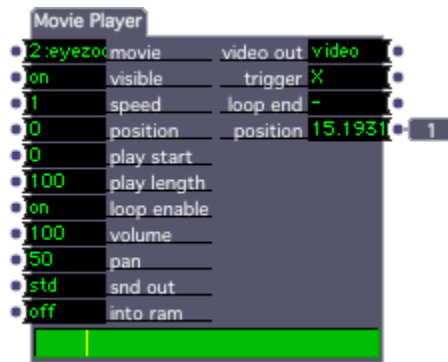 Movie Player
2:eyezoo movie video out video
on visible trigger X
1 speed loop end -
0 position position 15.1931 1
0 play start
100 play length
on loop enable
100 volume
50 pan
std snd out
off into ram